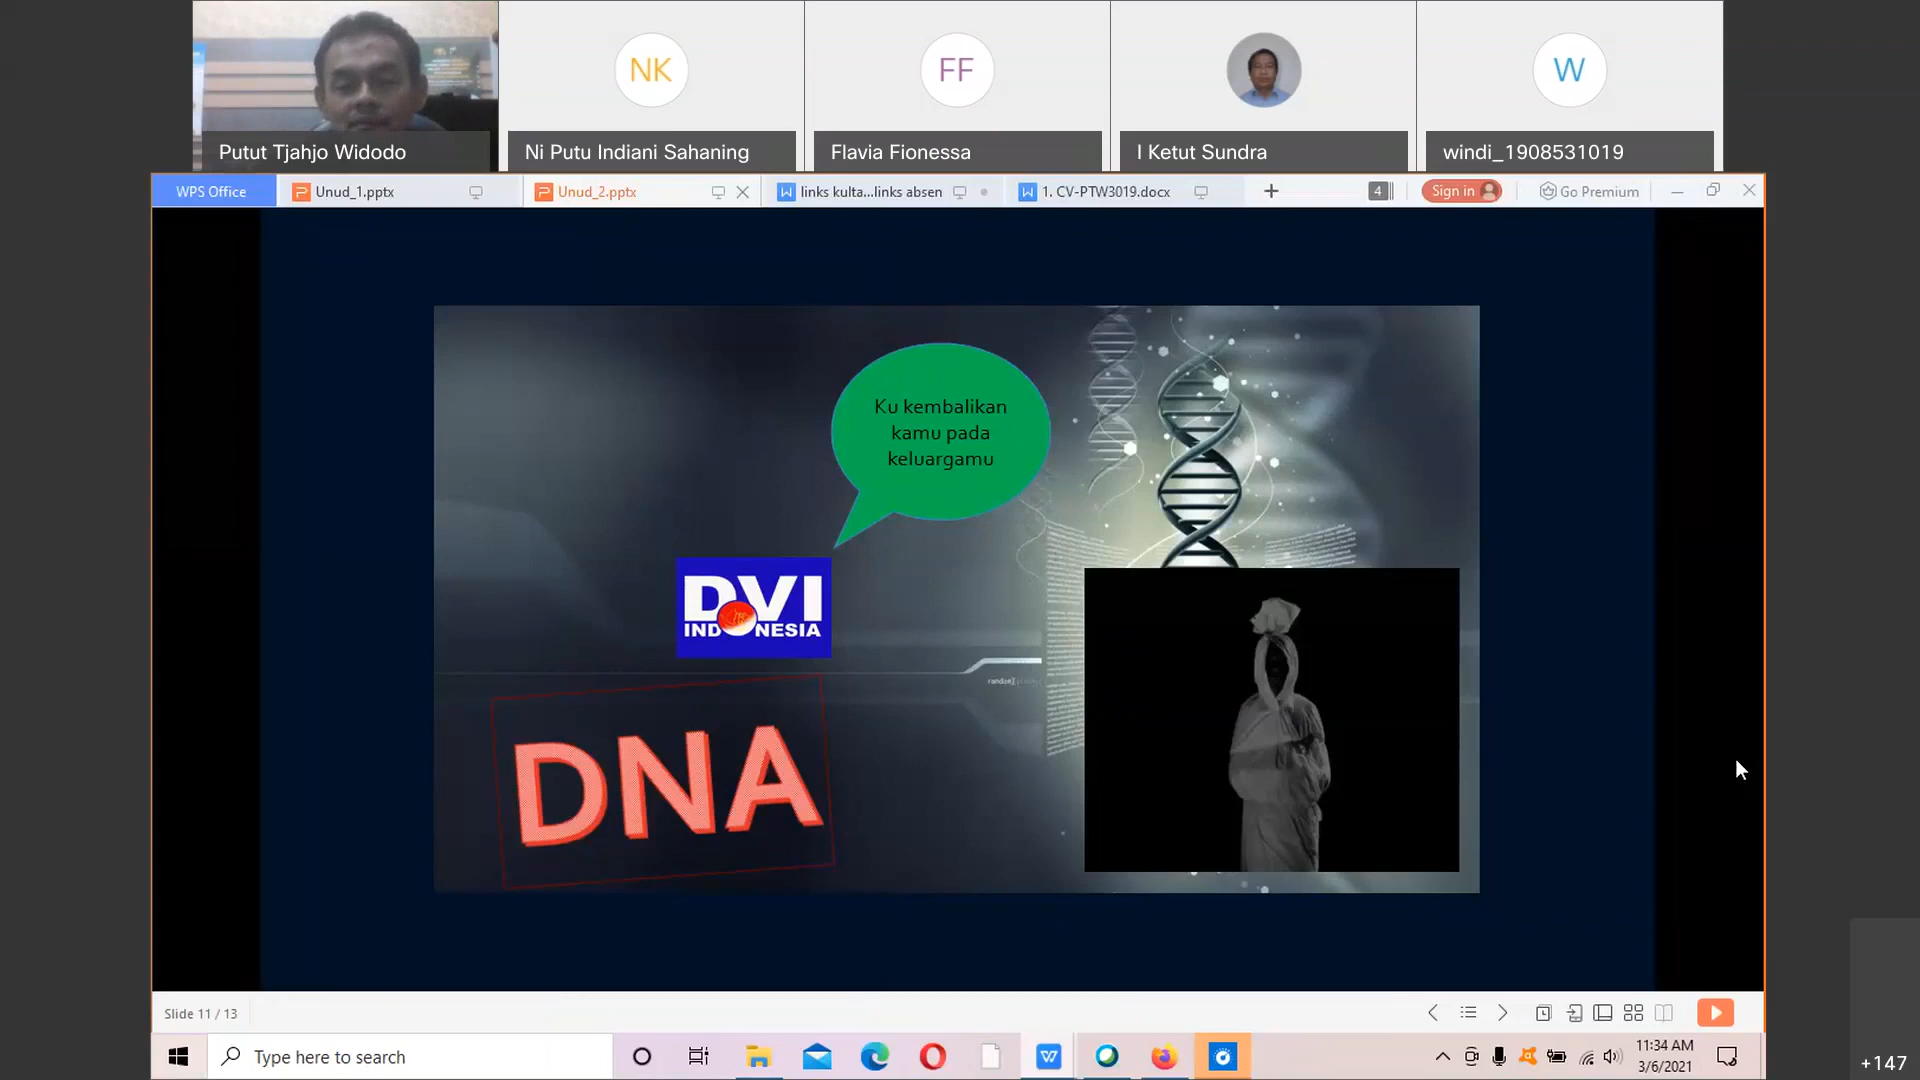 NK
FF
W
Putut Tjahjo Widodo
Ni Putu Indiani Sahaning
Flavia Fionessa
I Ketut Sundra
windi_1908531019
WPS Office
Unud_1.pptx
Unud_2.pptx
links kulta...links absen
1. CV-PTW3019.docx
4
Sign in
Go Premium
Ku kembalikan
kamu pada
keluargamu
DVI
INDONESIA
DNA
Slide 11 / 13
Type here to search
11:34 AM
3/6/2021
+147